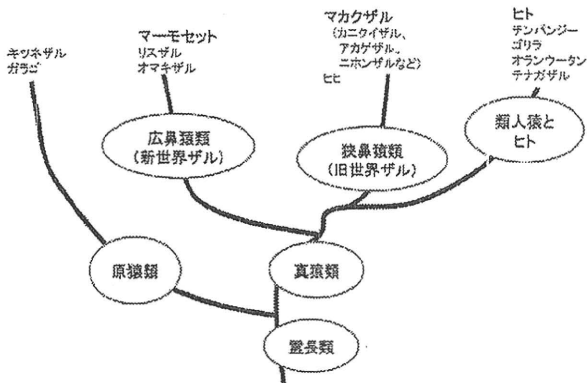 キツネザル
ガラゴ
マーモセット
リスザル
オマキザル
マカクザル
(カニクイザル、
アカゲザル、
ニホンザルなど)
ヒヒ
ヒト
チンパンジー
ゴリラ
オランウータン
テナガザル
広鼻猿類
(新世界ザル)
狭鼻猿類
(旧世界ザル)
類人猿と
ヒト
原猿類
真猿類
霊長類